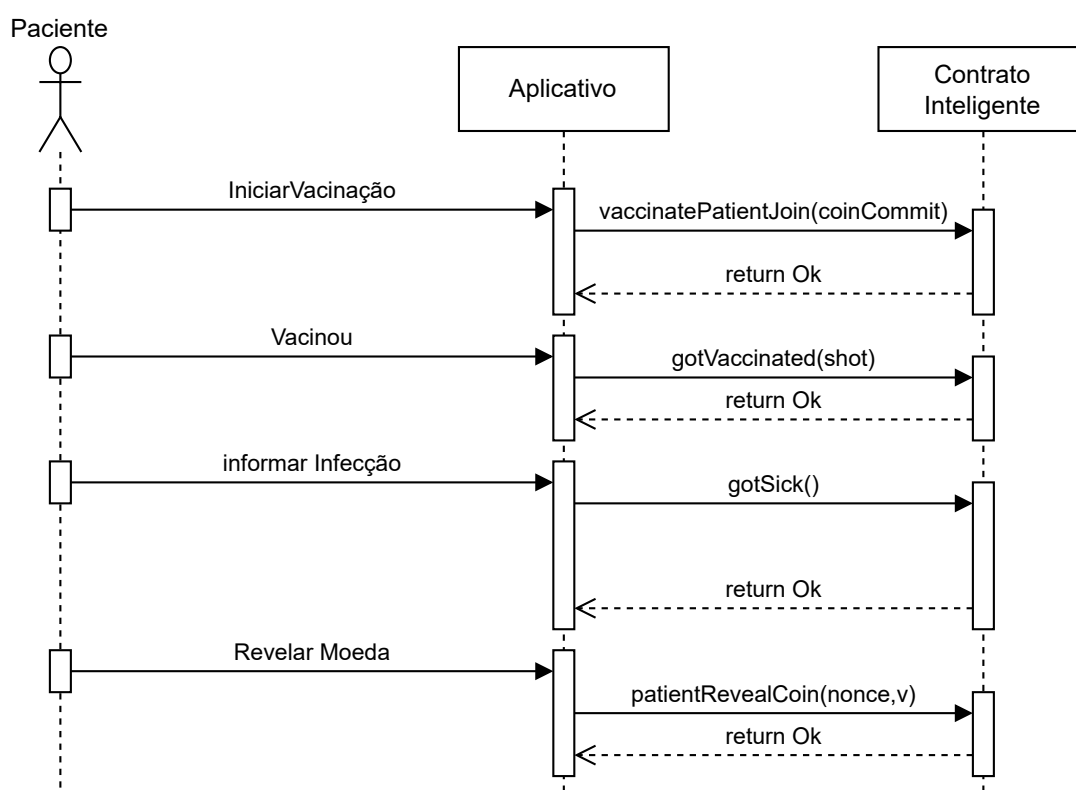 Paciente
Aplicativo
Contrato
Inteligente
IniciarVacinação
vaccinatePatientJoin(coinCommit)
return Ok
Vacinou
gotVaccinated(shot)
return Ok
informar Infecção
gotSick()
return Ok
Revelar Moeda
patientRevealCoin(nonce,v)
return Ok